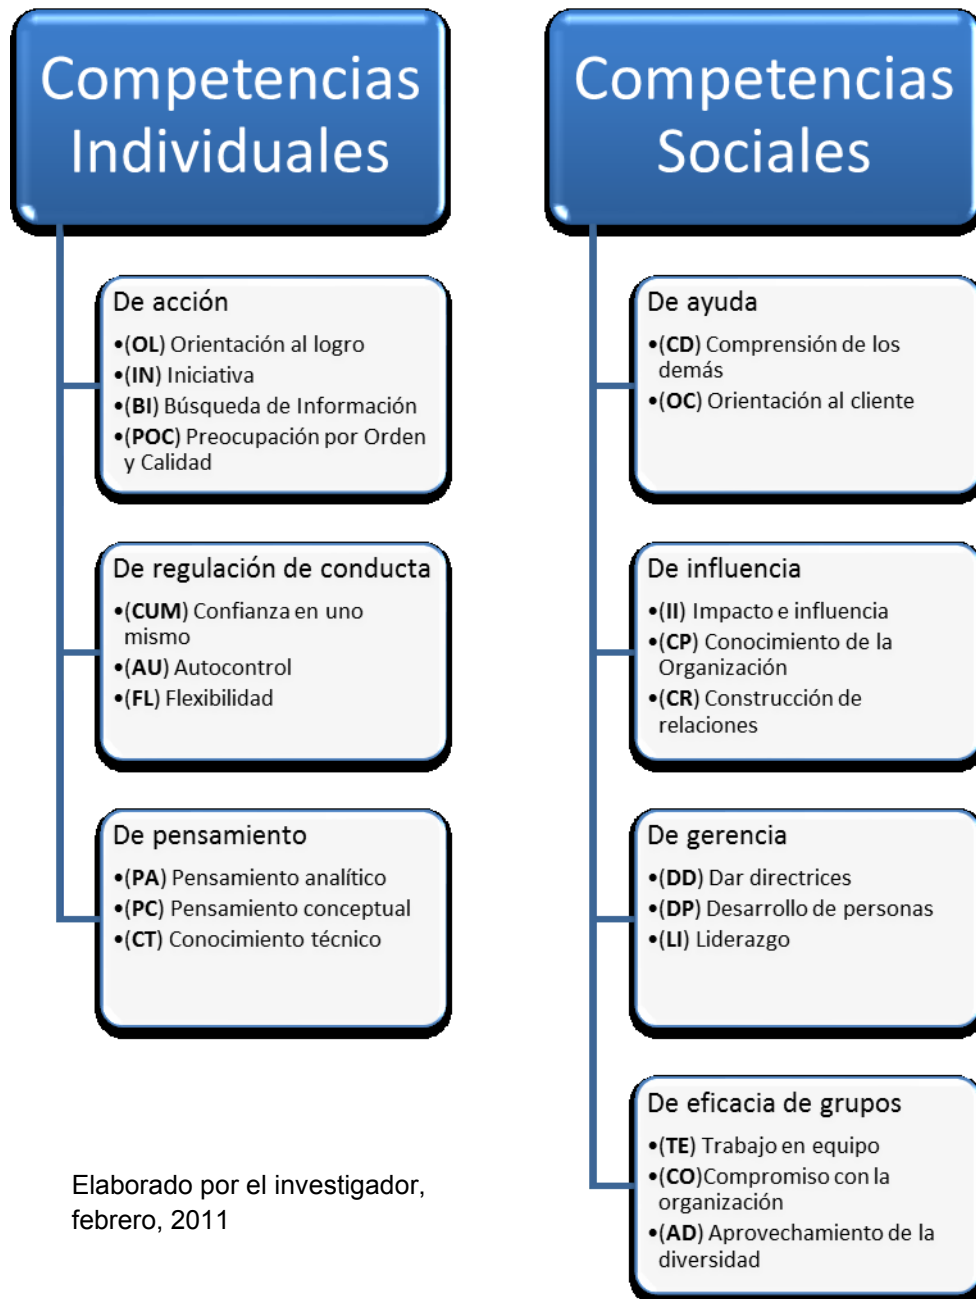 Competencias
Individuales
De acción
•(OL) Orientación al logro
•(IN) Iniciativa
•(BI) Búsqueda de Información
•(POC) Preocupación por Orden
y Calidad
De regulación de conducta
•(CUM) Confianza en uno
mismo
•(AU) Autocontrol
•(FL) Flexibilidad
De pensamiento
•(PA) Pensamiento analítico
•(PC) Pensamiento conceptual
•(CT) Conocimiento técnico
Elaborado por el investigador,
febrero, 2011
Competencias
Sociales
De ayuda
•(CD) Comprensión de los
demás
•(OC) Orientación al cliente
De influencia
•(II) Impacto e influencia
•(CP) Conocimiento de la
Organización
•(CR) Construcción de
relaciones
De gerencia
•(DD) Dar directrices
•(DP) Desarrollo de personas
•(LI) Liderazgo
De eficacia de grupos
•(TE) Trabajo en equipo
•(CO)Compromiso con la
organización
•(AD) Aprovechamiento de la
diversidad